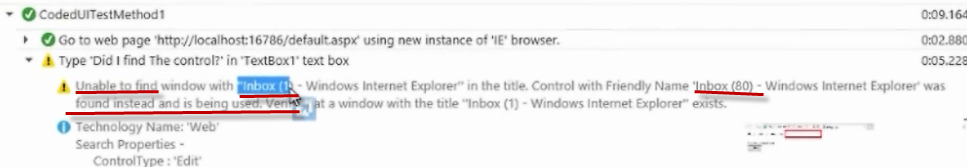 CodedUITestMethod1 0:09.164
Go to web page 'http://localhost:16786/default.aspx' using new instance of 'IE' browser. 0:02.880
Type 'Did I find The control?' in 'TextBox1' text box 0:05.228
Unable to find window with "Inbox (1) - Windows Internet Explorer" in the title. Control with Friendly Name 'Inbox (80) - Windows Internet Explorer' was
found instead and is being used. at a window with the title "Inbox (1) - Windows Internet Explorer" exists.
Technology Name: 'Web'
Search Properties -
ControlType : 'Edit'